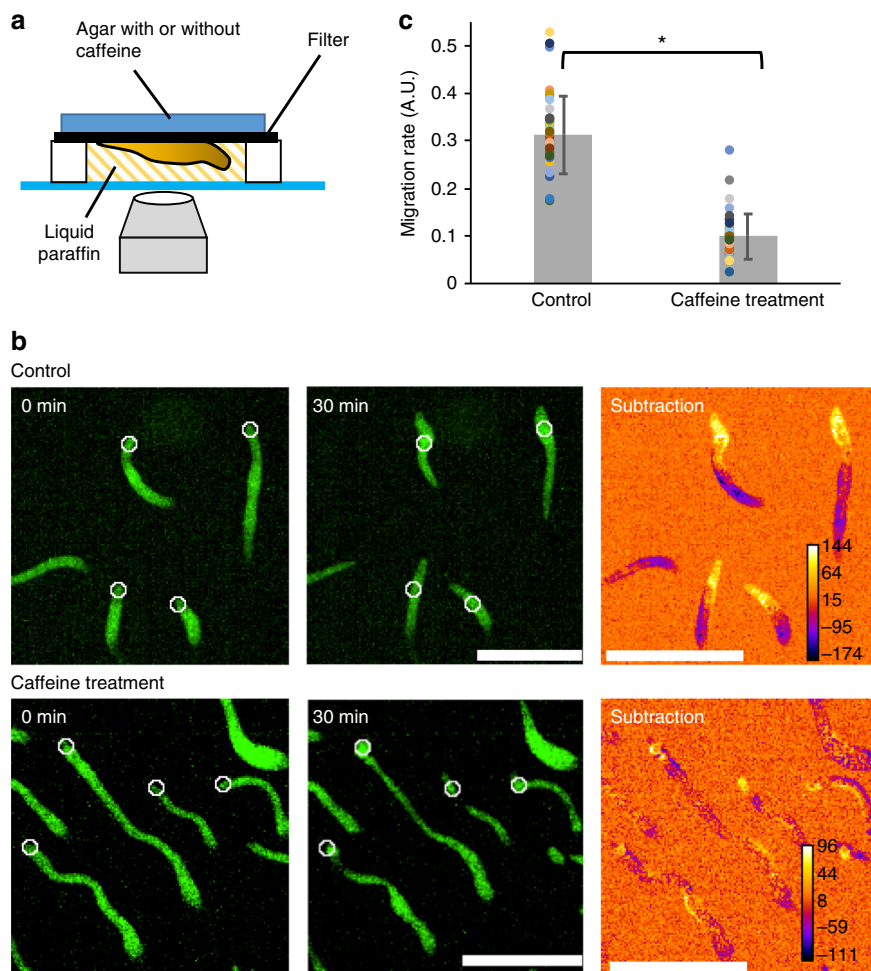 a
Agar with or without
caffeine
Filter
Liquid
paraffin
c
Migration rate (A.U.)
0.5
0.4
0.3
0.2
0.1
0
*
Control
Caffeine treatment
b
Control
0 min
30 min
Subtraction
144
64
15
−95
−174
Caffeine treatment
0 min
30 min
Subtraction
96
44
8
−59
−111